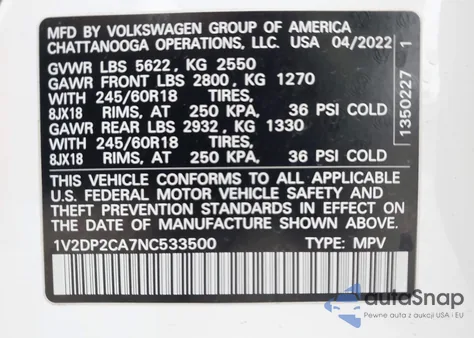 MFD BY VOLKSWAGEN GROUP OF AMERICA
CHATTANOOGA OPERATIONS, LLC. USA 04/2022
GVWR LBS 5622, KG 2550
GAWR FRONT LBS 2800, KG 1270
WITH 245/60R18 TIRES,
8JX18 RIMS, AT 250 KPA, 36 PSI COLD
GAWR REAR LBS 2932, KG 1330
WITH 245/60R18 TIRES,
8JX18 RIMS, AT 250 KPA, 36 PSI COLD
THIS VEHICLE CONFORMS TO ALL APPLICABLE
U.S. FEDERAL MOTOR VEHICLE SAFETY AND
THEFT PREVENTION STANDARDS IN EFFECT ON
THE DATE OF MANUFACTURE SHOWN ABOVE.
1V2DP2CA7NC533500 TYPE: MPV
1350227 1
autaSnap
Pewne auta z aukcji USA i EU